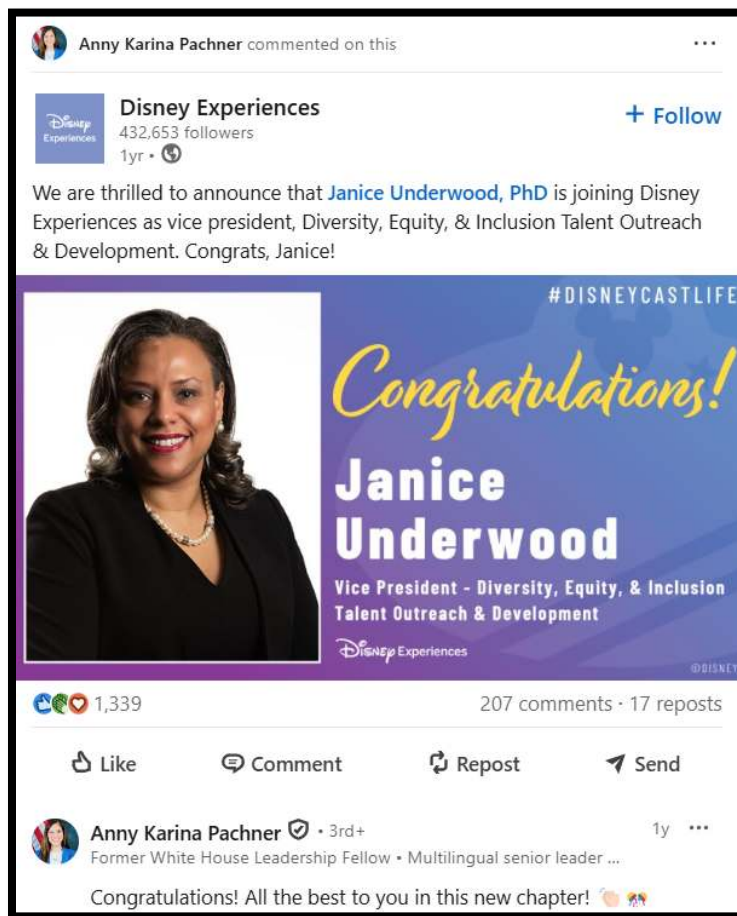 Anny Karina Pachner commented on this
Disney
Experiences
Disney Experiences
+ Follow
432,653 followers
1yr •
We are thrilled to announce that Janice Underwood, PhD is joining Disney
Experiences as vice president, Diversity, Equity, & Inclusion Talent Outreach
& Development. Congrats, Janice!
#DISNEYCASTLIFE
Congratulations!
Janice
Underwood
Vice President - Diversity, Equity, & Inclusion
Talent Outreach & Development
Disney Experiences
©DISNEY
1,339
207 comments · 17 reposts
Like
Comment
Repost
Send
Anny Karina Pachner • 3rd+
1y
Former White House Leadership Fellow • Multilingual senior leader ...
Congratulations! All the best to you in this new chapter! 👏🏻 🎊